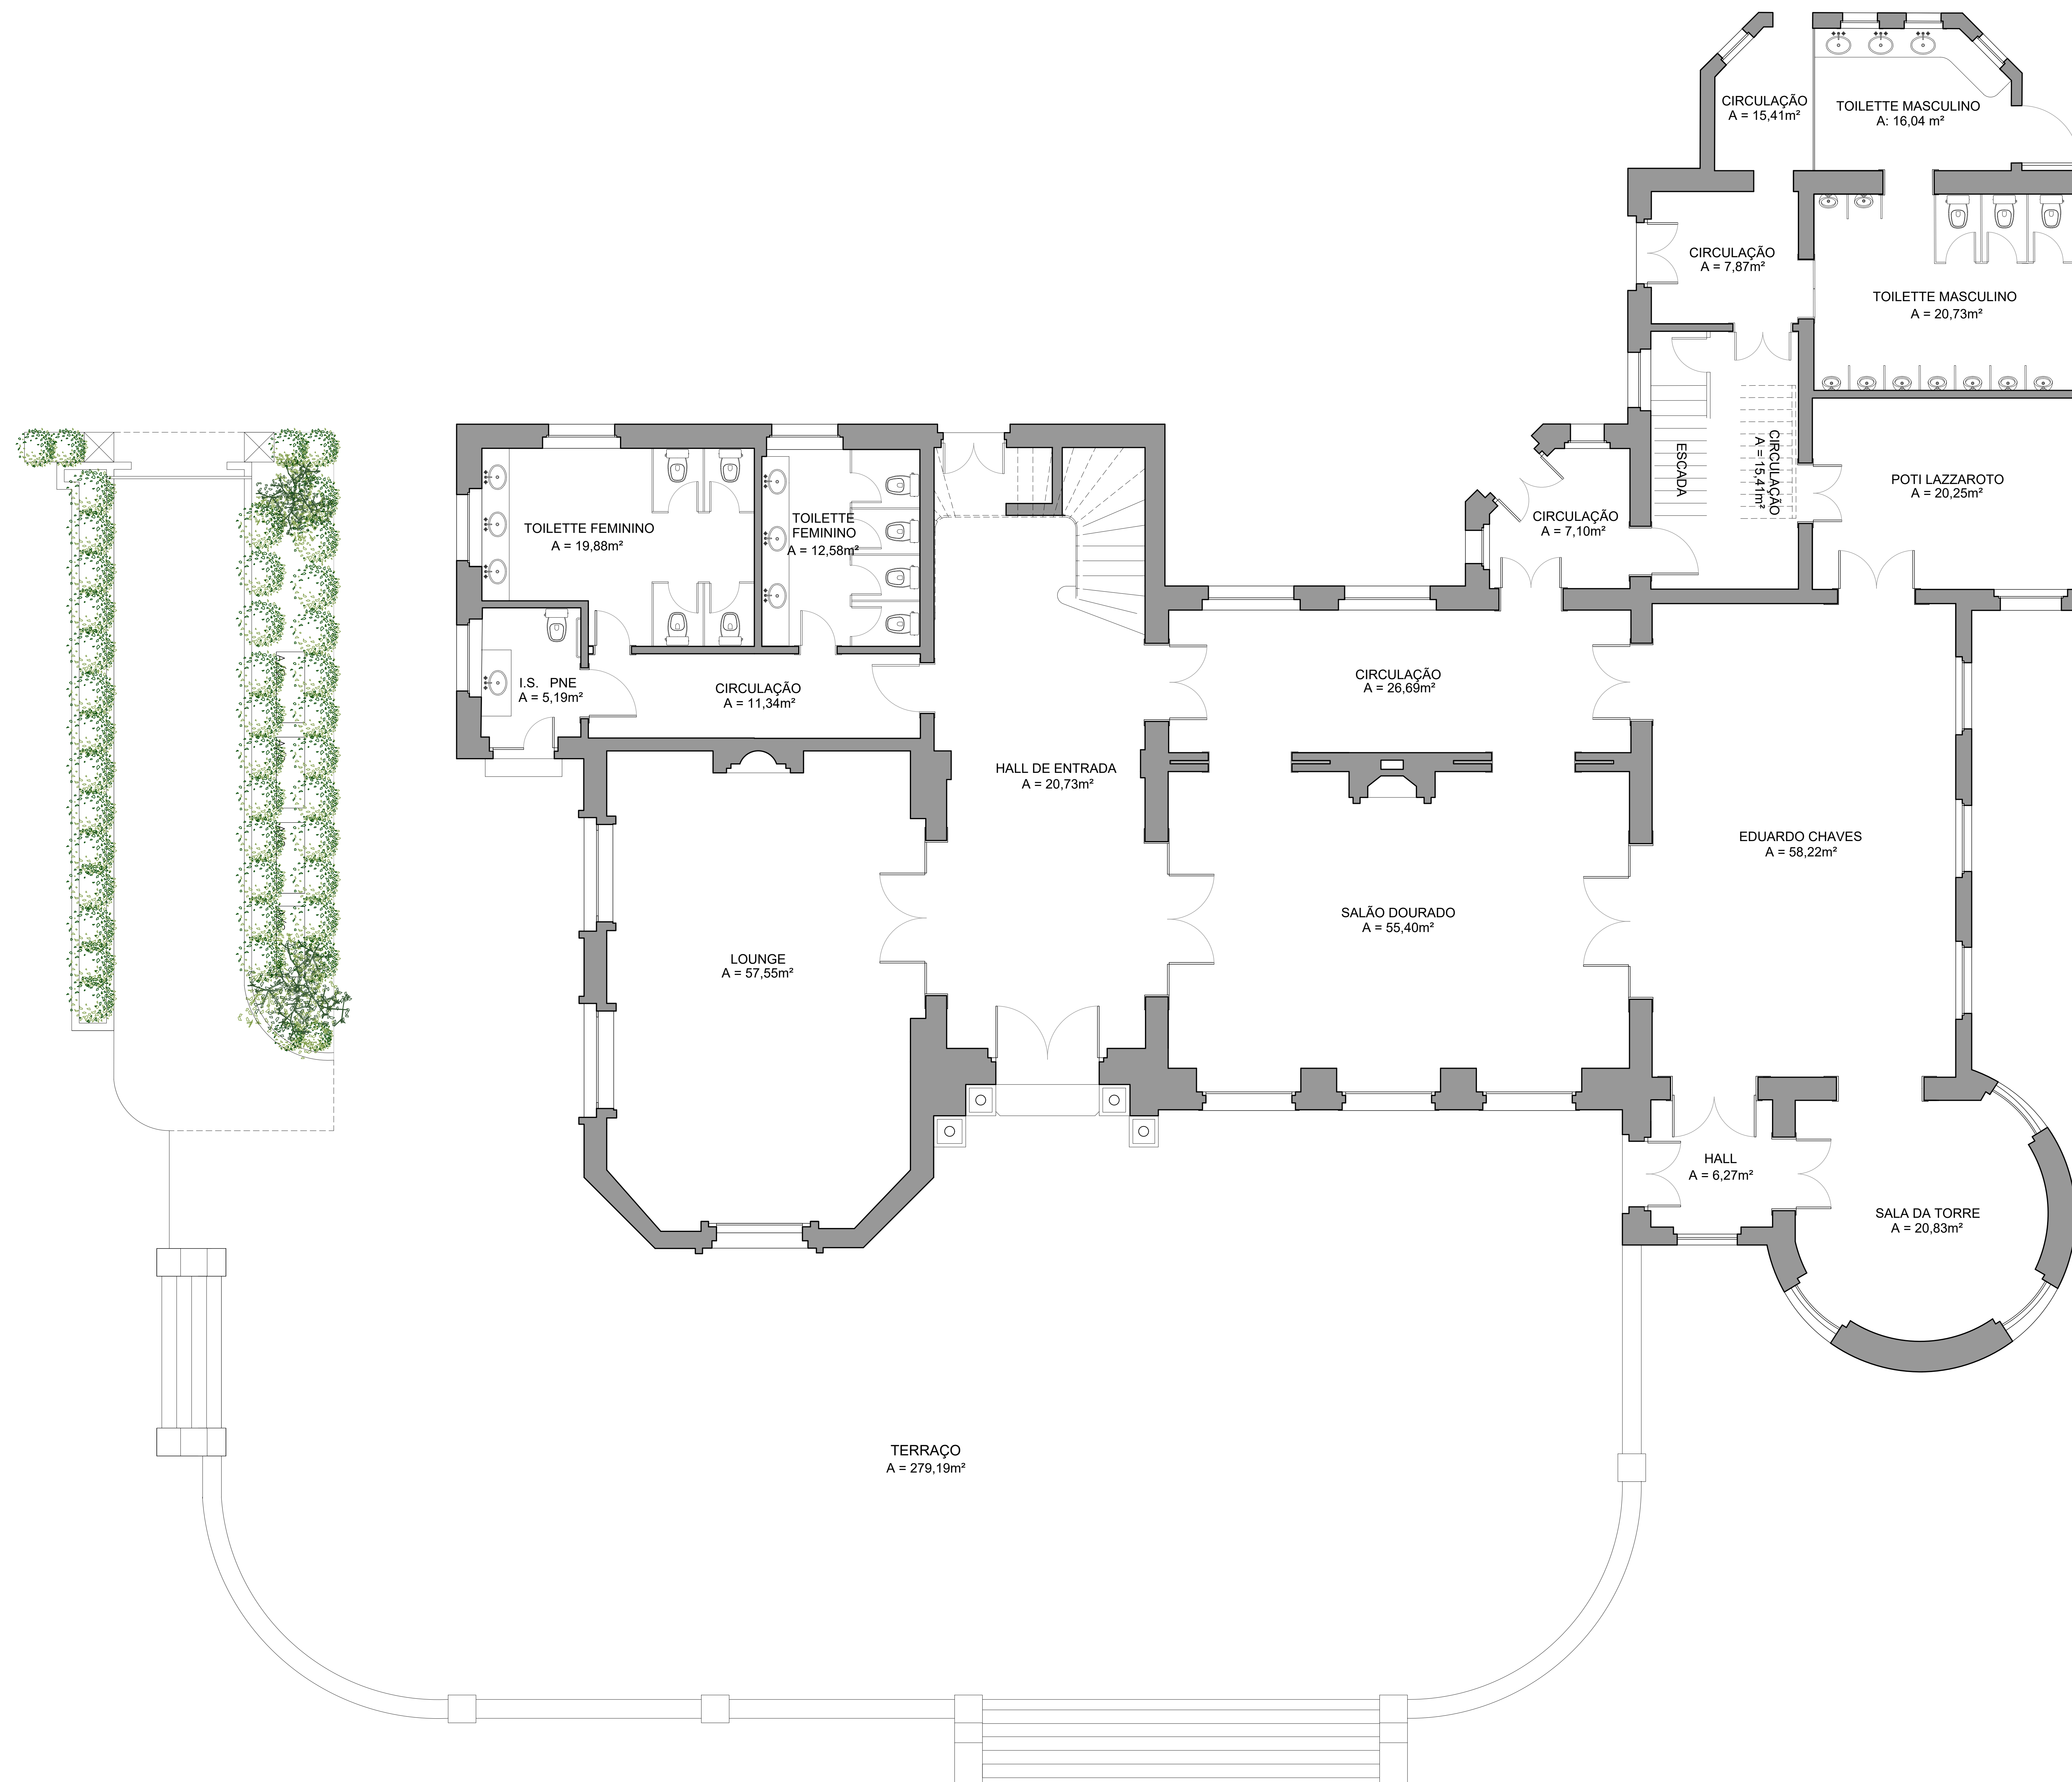 CIRCULAÇÃO
A = 15,41m²
TOILETTE MASCULINO
A: 16,04 m²
CIRCULAÇÃO
A = 7,87m²
TOILETTE MASCULINO
A = 20,73m²
ESCADA
CIRCULAÇÃO
A = 15,41m²
POTI LAZZAROTO
A = 20,25m²
CIRCULAÇÃO
A = 7,10m²
TOILETTE FEMININO
A = 19,88m²
TOILETTE
FEMININO
A = 12,58m²
I.S. PNE
A = 5,19m²
CIRCULAÇÃO
A = 11,34m²
CIRCULAÇÃO
A = 26,69m²
HALL DE ENTRADA
A = 20,73m²
EDUARDO CHAVES
A = 58,22m²
SALÃO DOURADO
A = 55,40m²
LOUNGE
A = 57,55m²
HALL
A = 6,27m²
SALA DA TORRE
A = 20,83m²
TERRAÇO
A = 279,19m²